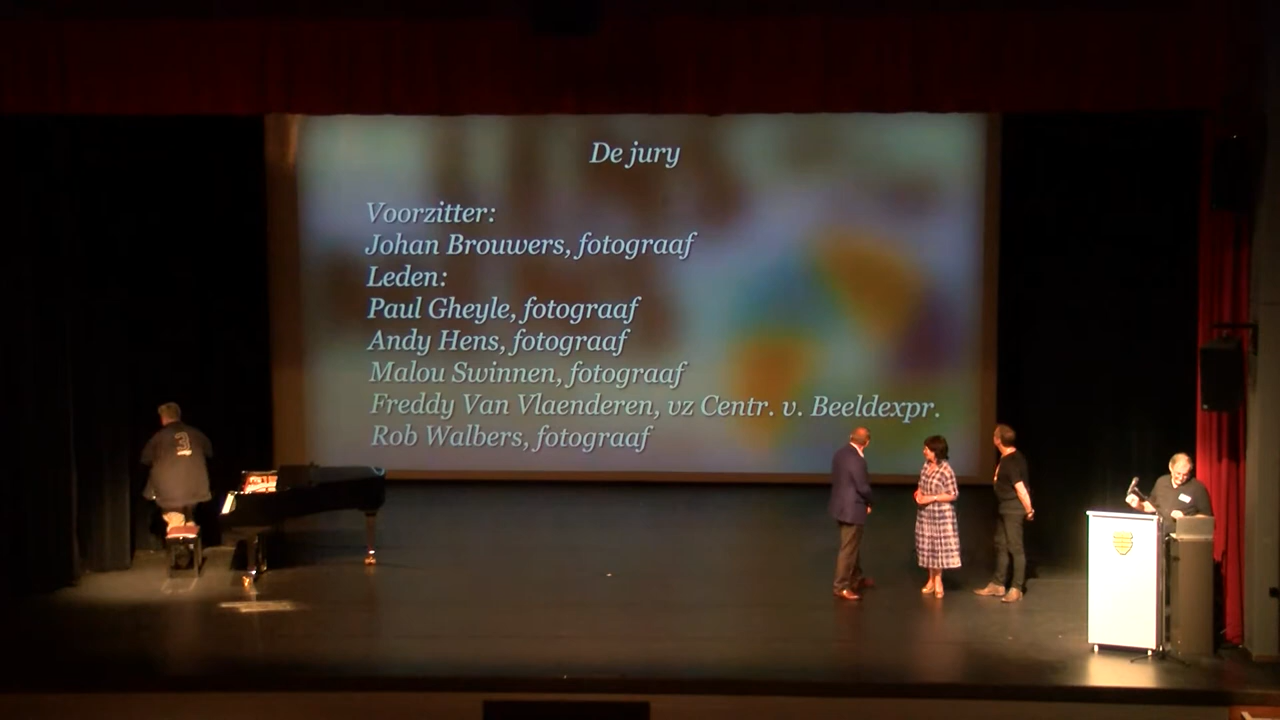 De jury
Voorzitter:
Johan Brouwers, fotograaf
Leden:
Paul Gheyle, fotograaf
Andy Hens, fotograaf
Malou Swinnen, fotograaf
Freddy Van Vlaenderen, vz Centr. v. Beeldexpr.
Rob Walbers, fotograaf
3